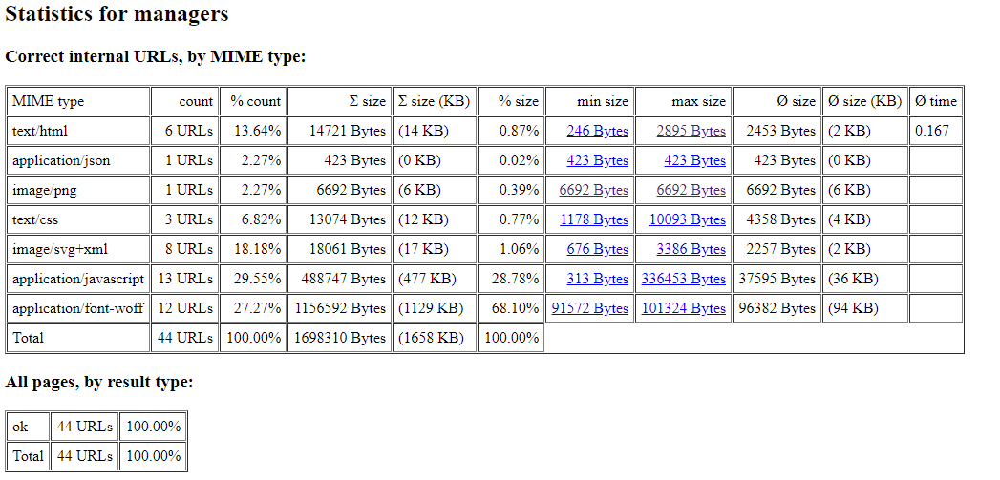 Statistics for managers
Correct internal URLs, by MIME type:
MIME type count % count Σ size Σ size (KB) % size min size max size Ø size Ø size (KB) Ø time
text/html 6 URLs 13.64% 14721 Bytes (14 KB) 0.87% 246 Bytes 2895 Bytes 2453 Bytes (2 KB) 0.167
application/json 1 URLs 2.27% 423 Bytes (0 KB) 0.02% 423 Bytes 423 Bytes 423 Bytes (0 KB)
image/png 1 URLs 2.27% 6692 Bytes (6 KB) 0.39% 6692 Bytes 6692 Bytes 6692 Bytes (6 KB)
text/css 3 URLs 6.82% 13074 Bytes (12 KB) 0.77% 1178 Bytes 10093 Bytes 4358 Bytes (4 KB)
image/svg+xml 8 URLs 18.18% 18061 Bytes (17 KB) 1.06% 676 Bytes 3386 Bytes 2257 Bytes (2 KB)
application/javascript 13 URLs 29.55% 488747 Bytes (477 KB) 28.78% 313 Bytes 336453 Bytes 37595 Bytes (36 KB)
application/font-woff 12 URLs 27.27% 1156592 Bytes (1129 KB) 68.10% 91572 Bytes 101324 Bytes 96382 Bytes (94 KB)
Total 44 URLs 100.00% 1698310 Bytes (1658 KB) 100.00%
All pages, by result type:
ok 44 URLs 100.00%
Total 44 URLs 100.00%